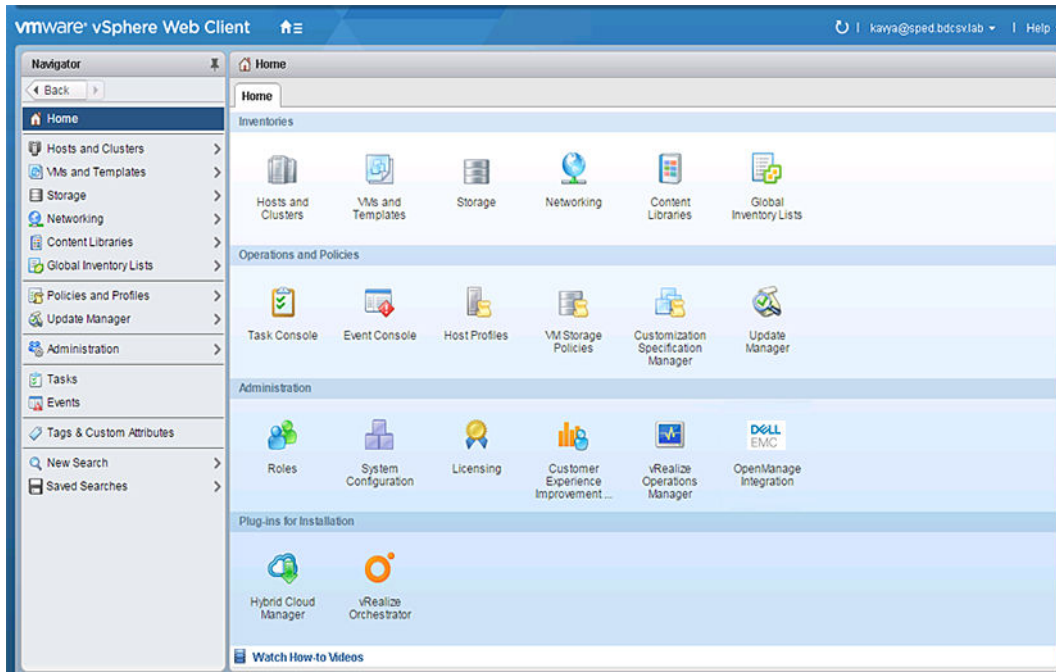 vmware® vSphere Web Client
kavya@sped.bdcsv.lab
Help
Navigator
Back
Home
Hosts and Clusters
VMs and Templates
Storage
Networking
Content Libraries
Global Inventory Lists
Policies and Profiles
Update Manager
Administration
Tasks
Events
Tags & Custom Attributes
New Search
Saved Searches
Home
Home
Inventories
Hosts and
Clusters
VMs and
Templates
Storage
Networking
Content
Libraries
Global
Inventory Lists
Operations and Policies
Task Console
Event Console
Host Profiles
VM Storage
Policies
Customization
Specification
Manager
Update
Manager
Administration
Roles
System
Configuration
Licensing
Customer
Experience
Improvement ...
vRealize
Operations
Manager
DELL
EMC
OpenManage
Integration
Plug-ins for Installation
Hybrid Cloud
Manager
vRealize
Orchestrator
Watch How-to Videos